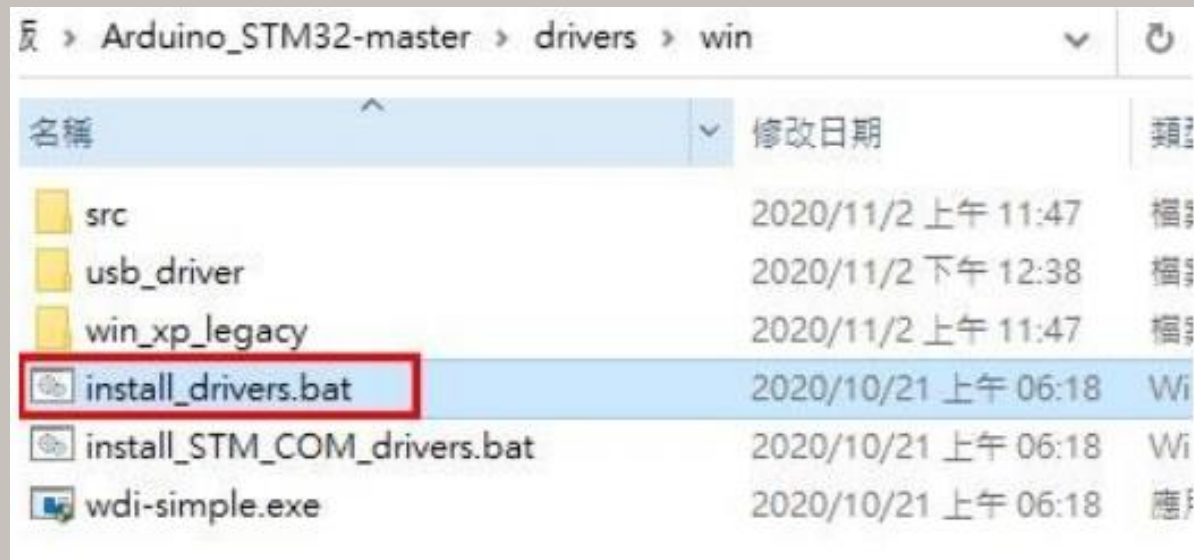 > Arduino_STM32-master > drivers > win
名稱 修改日期
src 2020/11/2 上午 11:47
usb_driver 2020/11/2 下午 12:38
win_xp_legacy 2020/11/2 上午 11:47
install_drivers.bat 2020/10/21 上午 06:18 Wi
install_STM_COM_drivers.bat 2020/10/21 上午 06:18 Wi
wdi-simple.exe 2020/10/21 上午 06:18